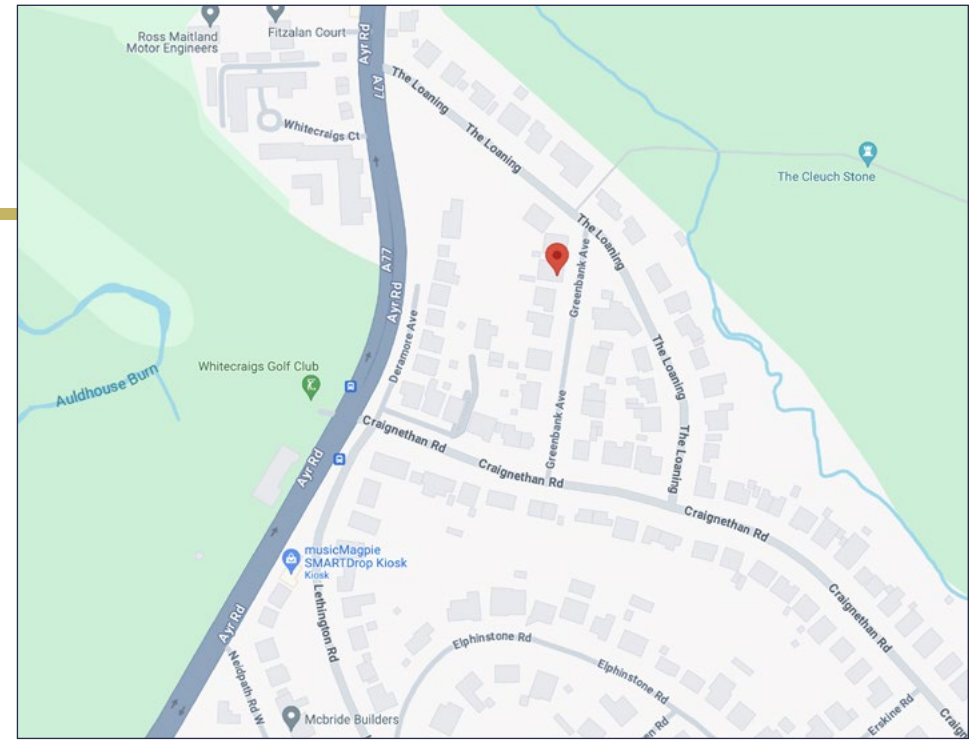 Ross Maitland
Motor Engineers
Fitzalan Court
Ayr Rd
A77
The Loaning
Whitecraigs Ct
The Loaning
The Cleuch Stone
The Loaning
A77
Ayr Rd
Greenbank Ave
Deramore Ave
The Loaning
Whitecraigs Golf Club
Auldhouse Burn
Greenbank Ave
Craignethan Rd
The Loaning
Ayr Rd
Craignethan Rd
Craignethan Rd
musicMagpie
SMARTDrop Kiosk
Kiosk
Lethington Rd
Craignethan Rd
Ayr Rd
Elphinstone Rd
Elphinstone Rd
Neidpath Rd W
Mcbride Builders
en Rd
Erskine Rd
Craig